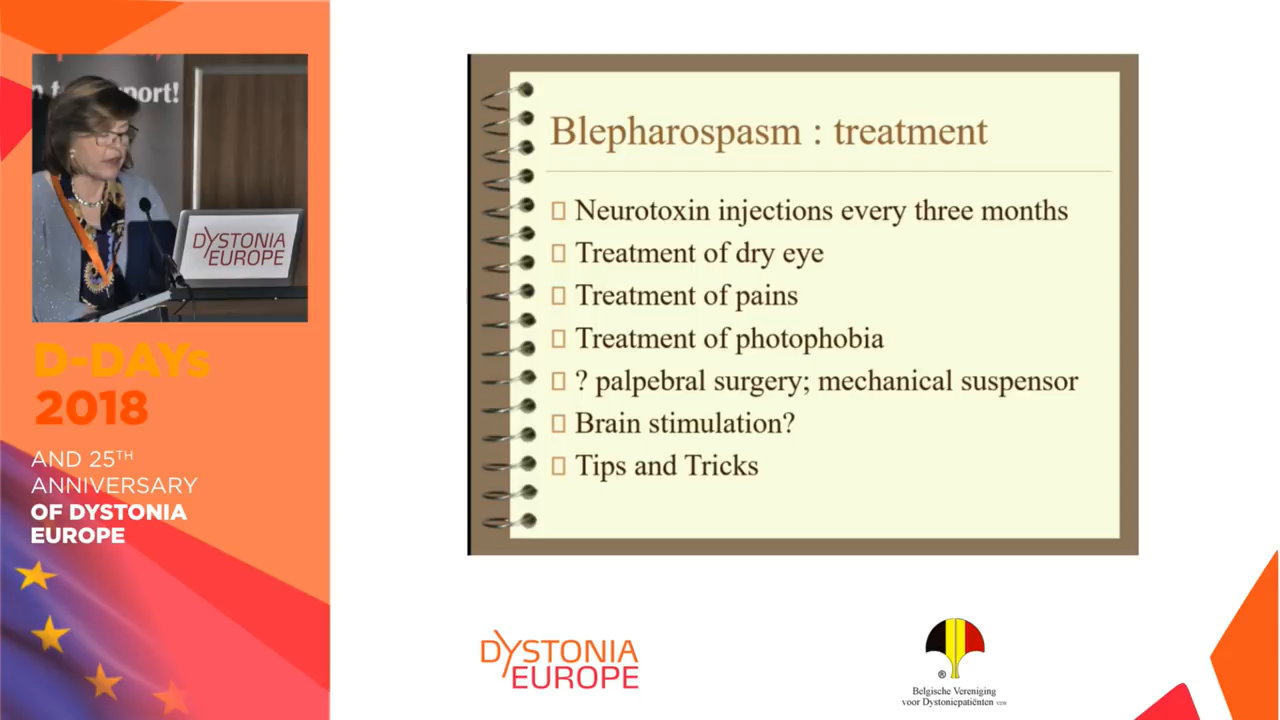 port!
DYSTONIA
EUROPE
D-DAYs
2018
AND 25TH
ANNIVERSARY
OF DYSTONIA
EUROPE
Blepharospasm : treatment
Neurotoxin injections every three months
Treatment of dry eye
Treatment of pains
Treatment of photophobia
? palpebral surgery; mechanical suspensor
Brain stimulation?
Tips and Tricks
DYSTONIA
EUROPE
®
Belgische Vereniging
voor Dystoniepatiënten vzw